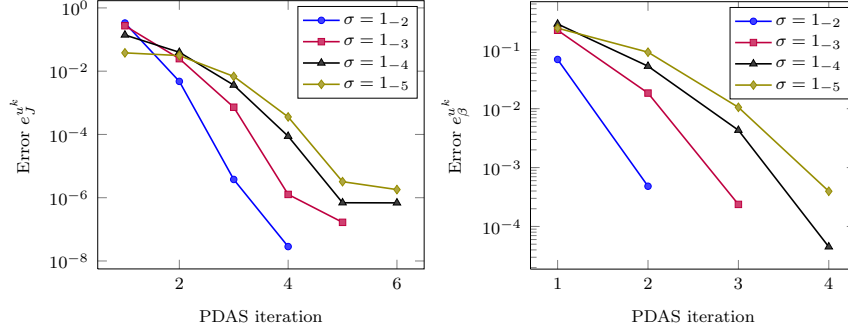 10^0
10^{-2}
10^{-4}
10^{-6}
10^{-8}
2
4
6
PDAS iteration
Error e_J^{u^k}
σ = 1_{-2}
σ = 1_{-3}
σ = 1_{-4}
σ = 1_{-5}
10^{-1}
10^{-2}
10^{-3}
10^{-4}
1
2
3
4
PDAS iteration
Error e_β^{u^k}
σ = 1_{-2}
σ = 1_{-3}
σ = 1_{-4}
σ = 1_{-5}